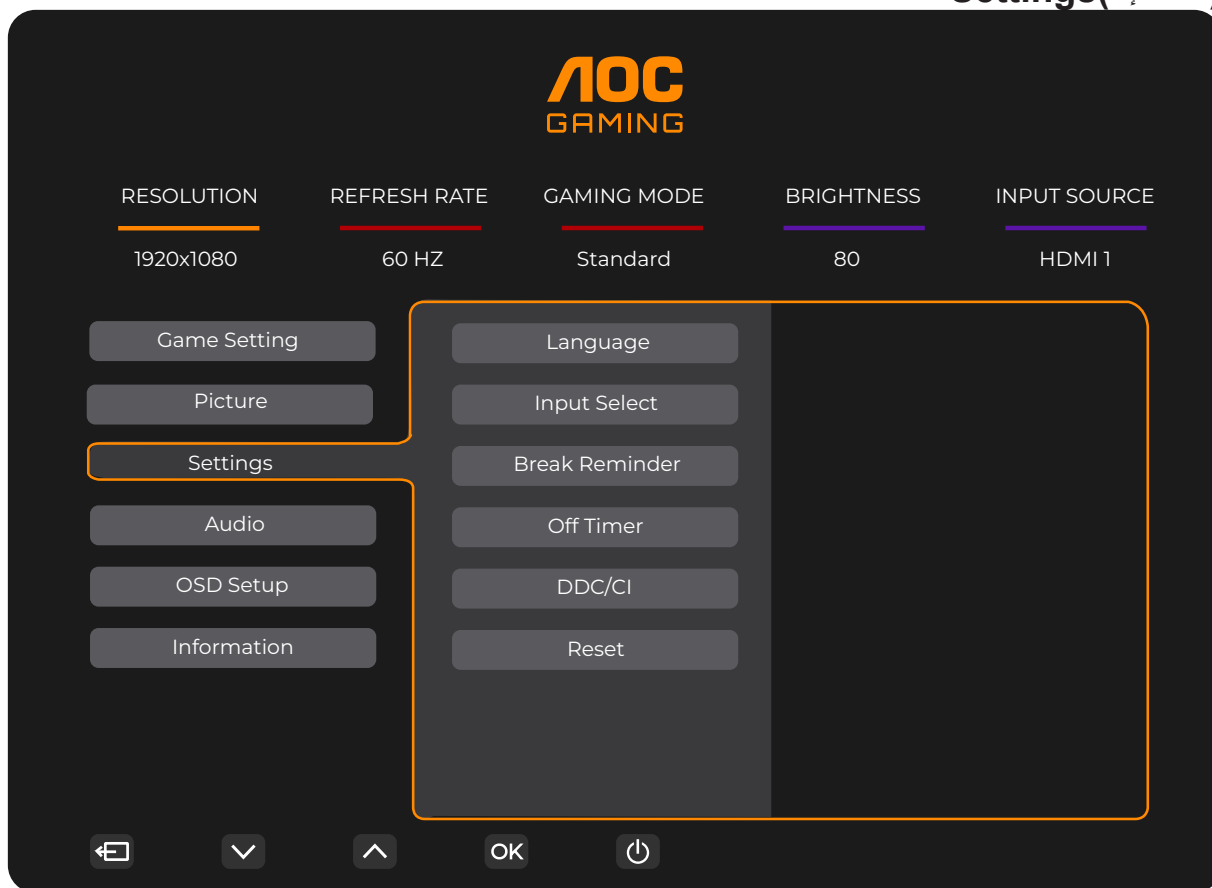 Settings(
AOC
GAMING
RESOLUTION REFRESH RATE GAMING MODE BRIGHTNESS INPUT SOURCE
1920x1080 60 HZ Standard 80 HDMI 1
Game Setting
Picture
Settings
Audio
OSD Setup
Information
Language
Input Select
Break Reminder
Off Timer
DDC/CI
Reset
OK